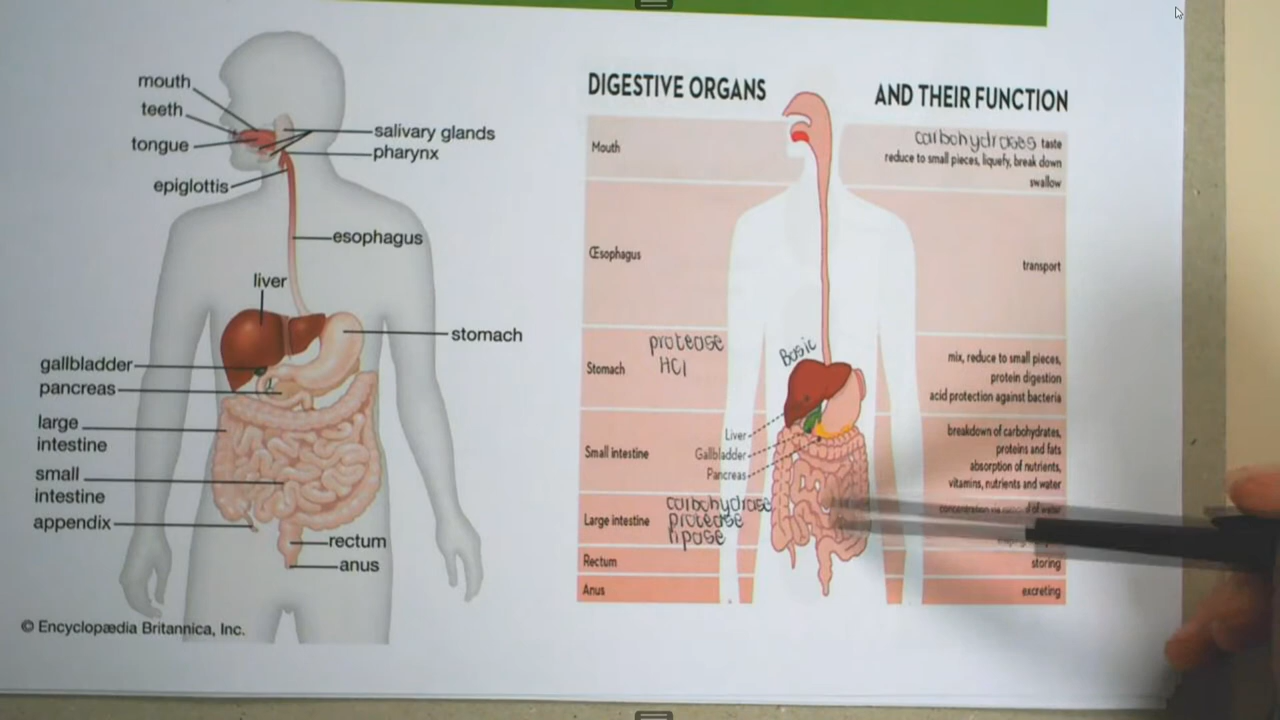 mouth
teeth
tongue
salivary glands
pharynx
epiglottis
esophagus
liver
stomach
gallbladder
pancreas
large
intestine
small
intestine
appendix
rectum
anus
© Encyclopædia Britannica, Inc.
DIGESTIVE ORGANS
AND THEIR FUNCTION
Mouth
carbohydrases taste
reduce to small pieces, liquefy, break down
swallow
Œsophagus
transport
protease
HCl
Stomach
Basic
mix, reduce to small pieces,
protein digestion
acid protection against bacteria
Liver
Gallbladder
Pancreas
Small intestine
breakdown of carbohydrates,
proteins and fats
absorption of nutrients,
vitamins, nutrients and water
carbohydrase
protease
lipase
Large intestine
concentration of water
Rectum
storing
Anus
excreting